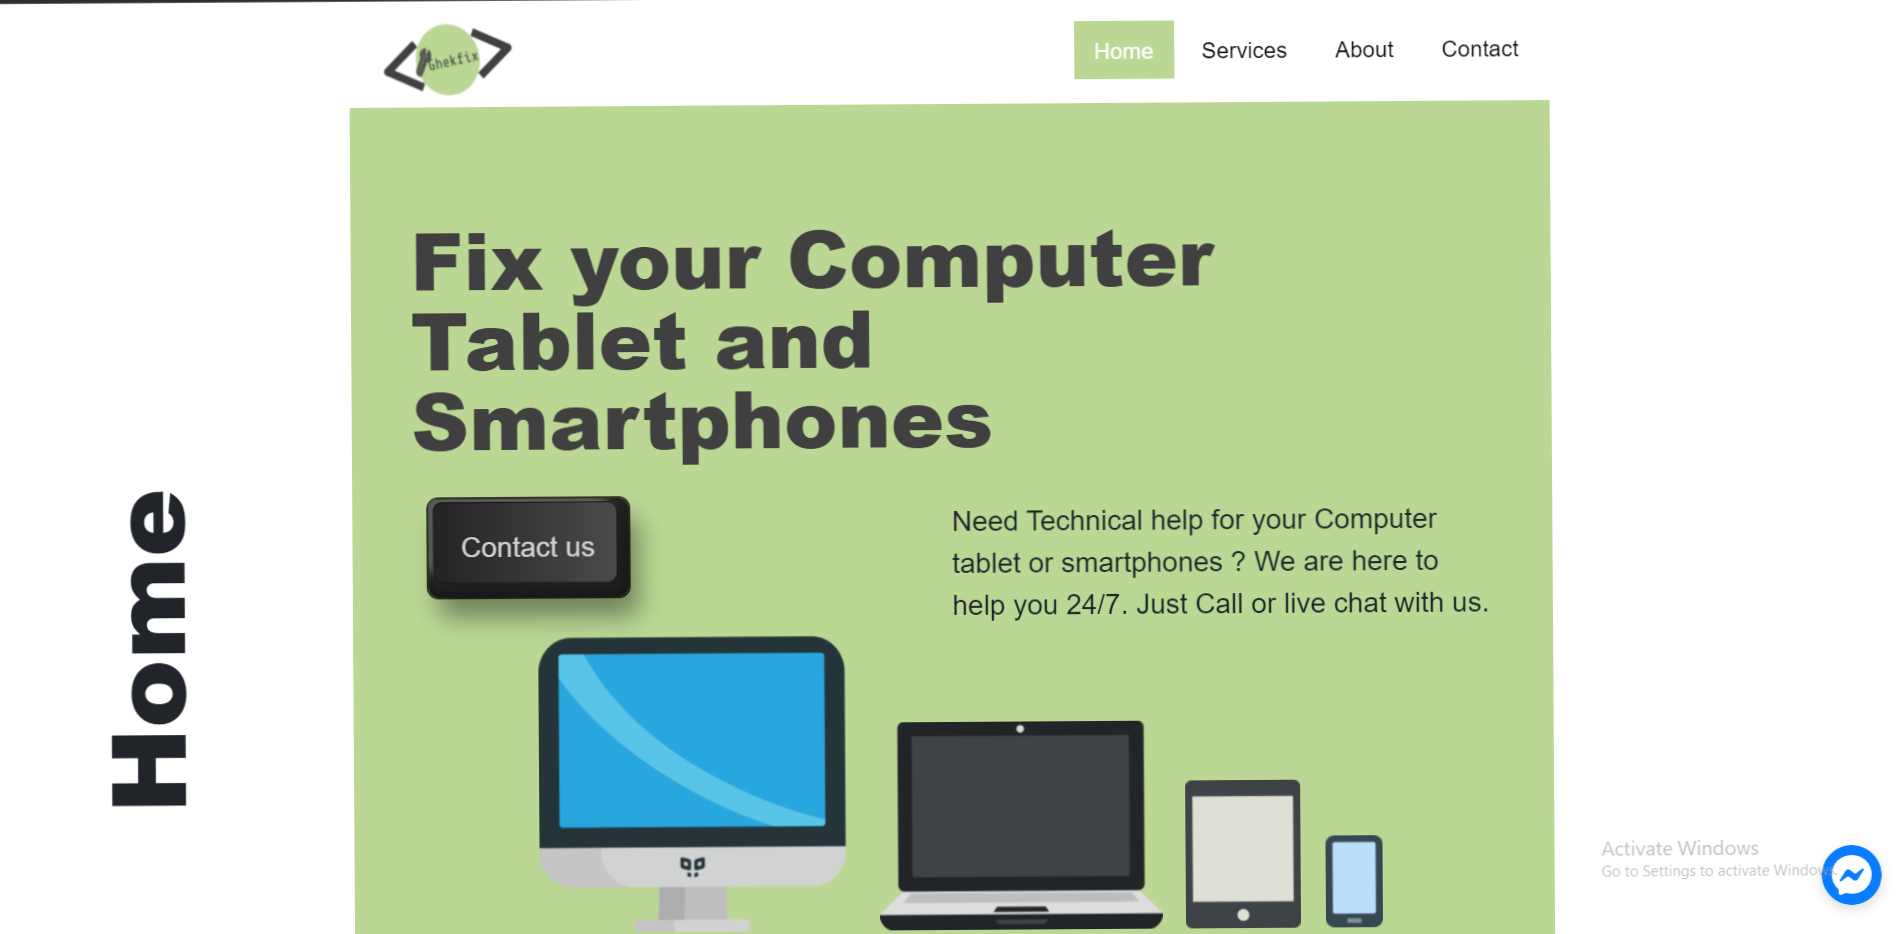 Ghekfix
Home
Services
About
Contact
Fix your Computer
Tablet and
Smartphones
Contact us
Need Technical help for your Computer
tablet or smartphones ? We are here to
help you 24/7. Just Call or live chat with us.
Home
Activate Windows
Go to Settings to activate Windows.